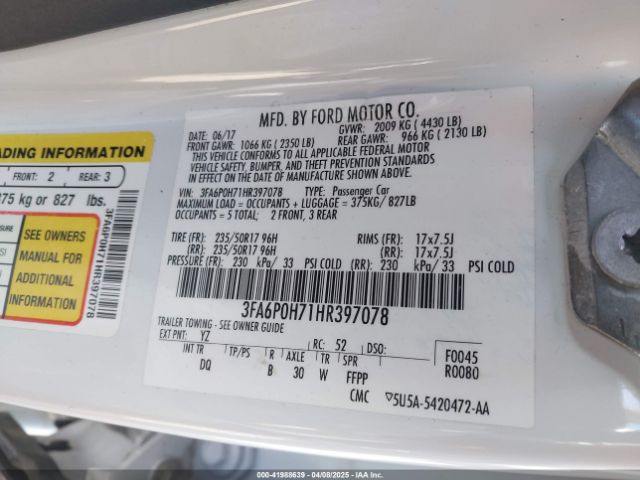 MFD. BY FORD MOTOR CO.
DATE: 06/17
GVWR: 2009 KG ( 4430 LB)
FRONT GAWR: 1066 KG ( 2350 LB)
REAR GAWR: 966 KG ( 2130 LB)
THIS VEHICLE CONFORMS TO ALL APPLICABLE FEDERAL MOTOR
VEHICLE SAFETY, BUMPER, AND THEFT PREVENTION STANDARDS
IN EFFECT ON THE DATE OF MANUFACTURE SHOWN ABOVE.
VIN: 3FA6P0H71HR397078 TYPE: Passenger Car
MAXIMUM LOAD = OCCUPANTS + LUGGAGE = 375KG/ 827LB
OCCUPANTS = 5 TOTAL; 2 FRONT, 3 REAR
TIRE (FR): 235/50R17 96H RIMS (FR): 17x7.5J
(RR): 235/50R17 96H (RR): 17x7.5J
PRESSURE (FR): 230 kPa/ 33 PSI COLD (RR): 230 kPa/ 33 PSI COLD
3FA6P0H71HR397078
TRAILER TOWING - SEE OWNER GUIDE
EXT PNT: YZ RC: 52 DSO:
INT TR TP/PS R AXLE TR SPR
DQ B 30 W FFPP
F0045
R0080
CMC 5U5A-5420472-AA
ADING INFORMATION
FRONT: 2 REAR: 3
375 kg or 827 lbs.
SEE OWNERS
MANUAL FOR
ADDITIONAL
INFORMATION
3FA6P0H71HR397078
000-41988639 - 04/08/2025 - IAAI.COM